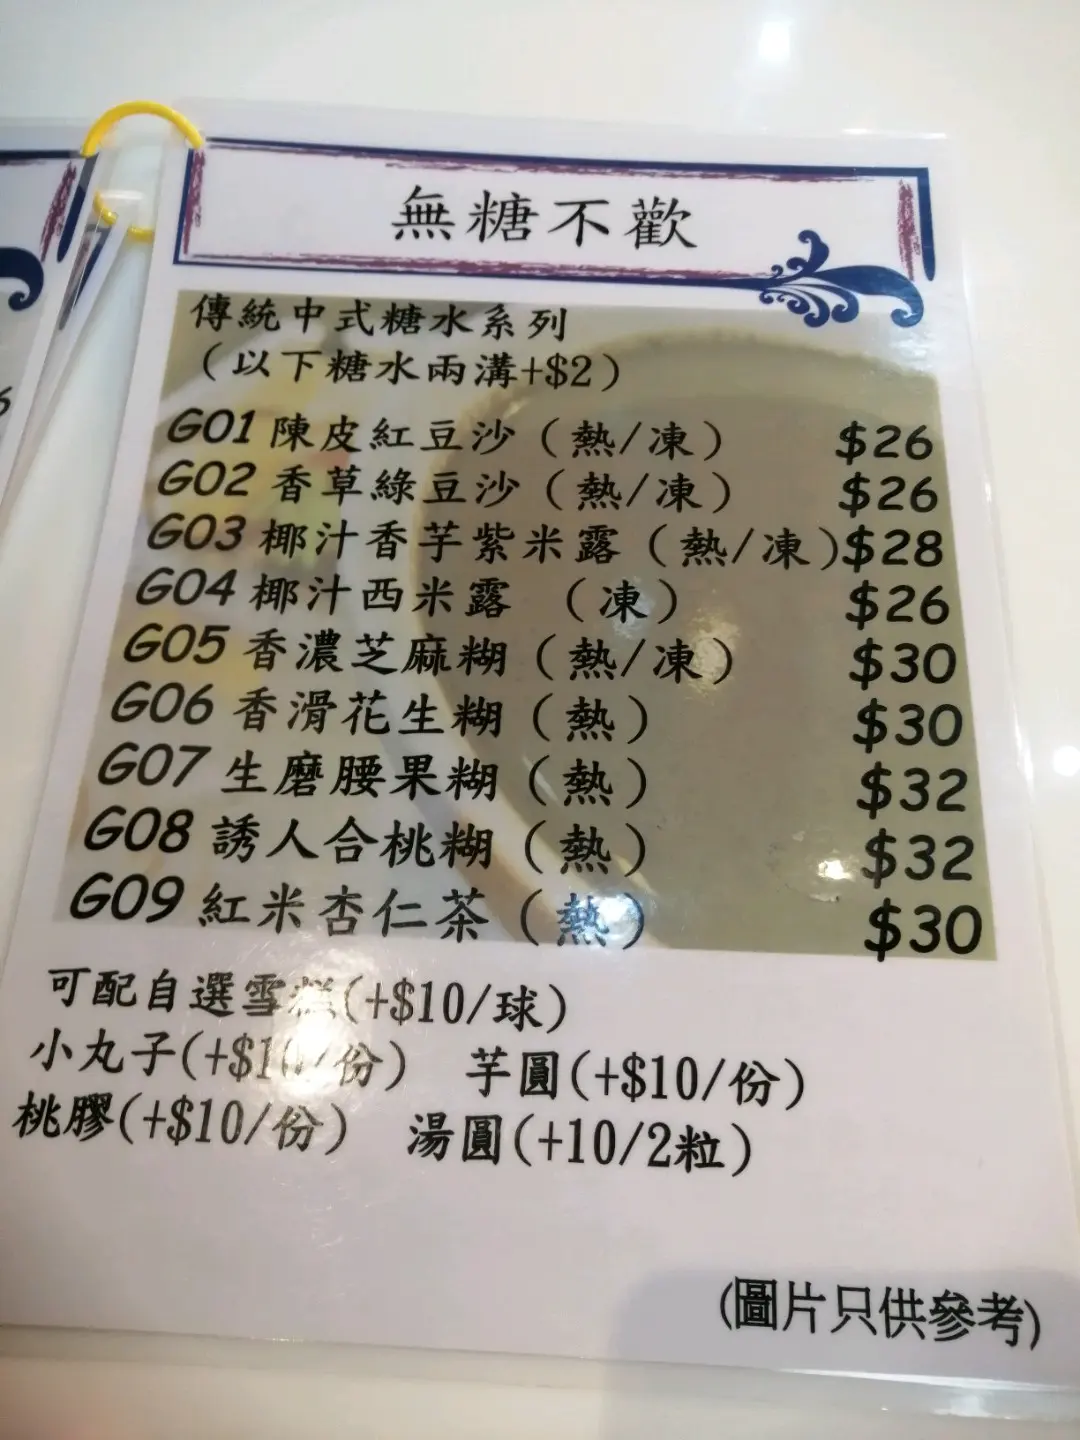 無糖不歡
傳統中式糖水系列
（以下糖水兩溝+$2）
G01 陳皮紅豆沙（熱/凍） $26
G02 香草綠豆沙（熱/凍） $26
G03 椰汁香芋紫米露（熱/凍）$28
G04 椰汁西米露 （凍） $26
G05 香濃芝麻糊（熱/凍） $30
G06 香滑花生糊（熱） $30
G07 生磨腰果糊（熱） $32
G08 誘人合桃糊（熱） $32
G09 紅米杏仁茶（熱） $30
可配自選雪糕(+$10/球)
小丸子(+$10/份) 芋圓(+$10/份)
桃膠(+$10/份) 湯圓(+10/2粒)
(圖片只供參考)